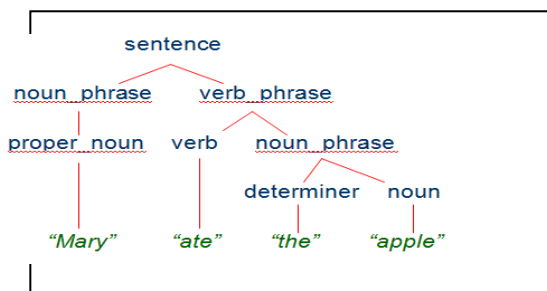 sentence
noun_phrase verb_phrase
proper_noun verb noun_phrase
determiner noun
“Mary” “ate” “the” “apple”